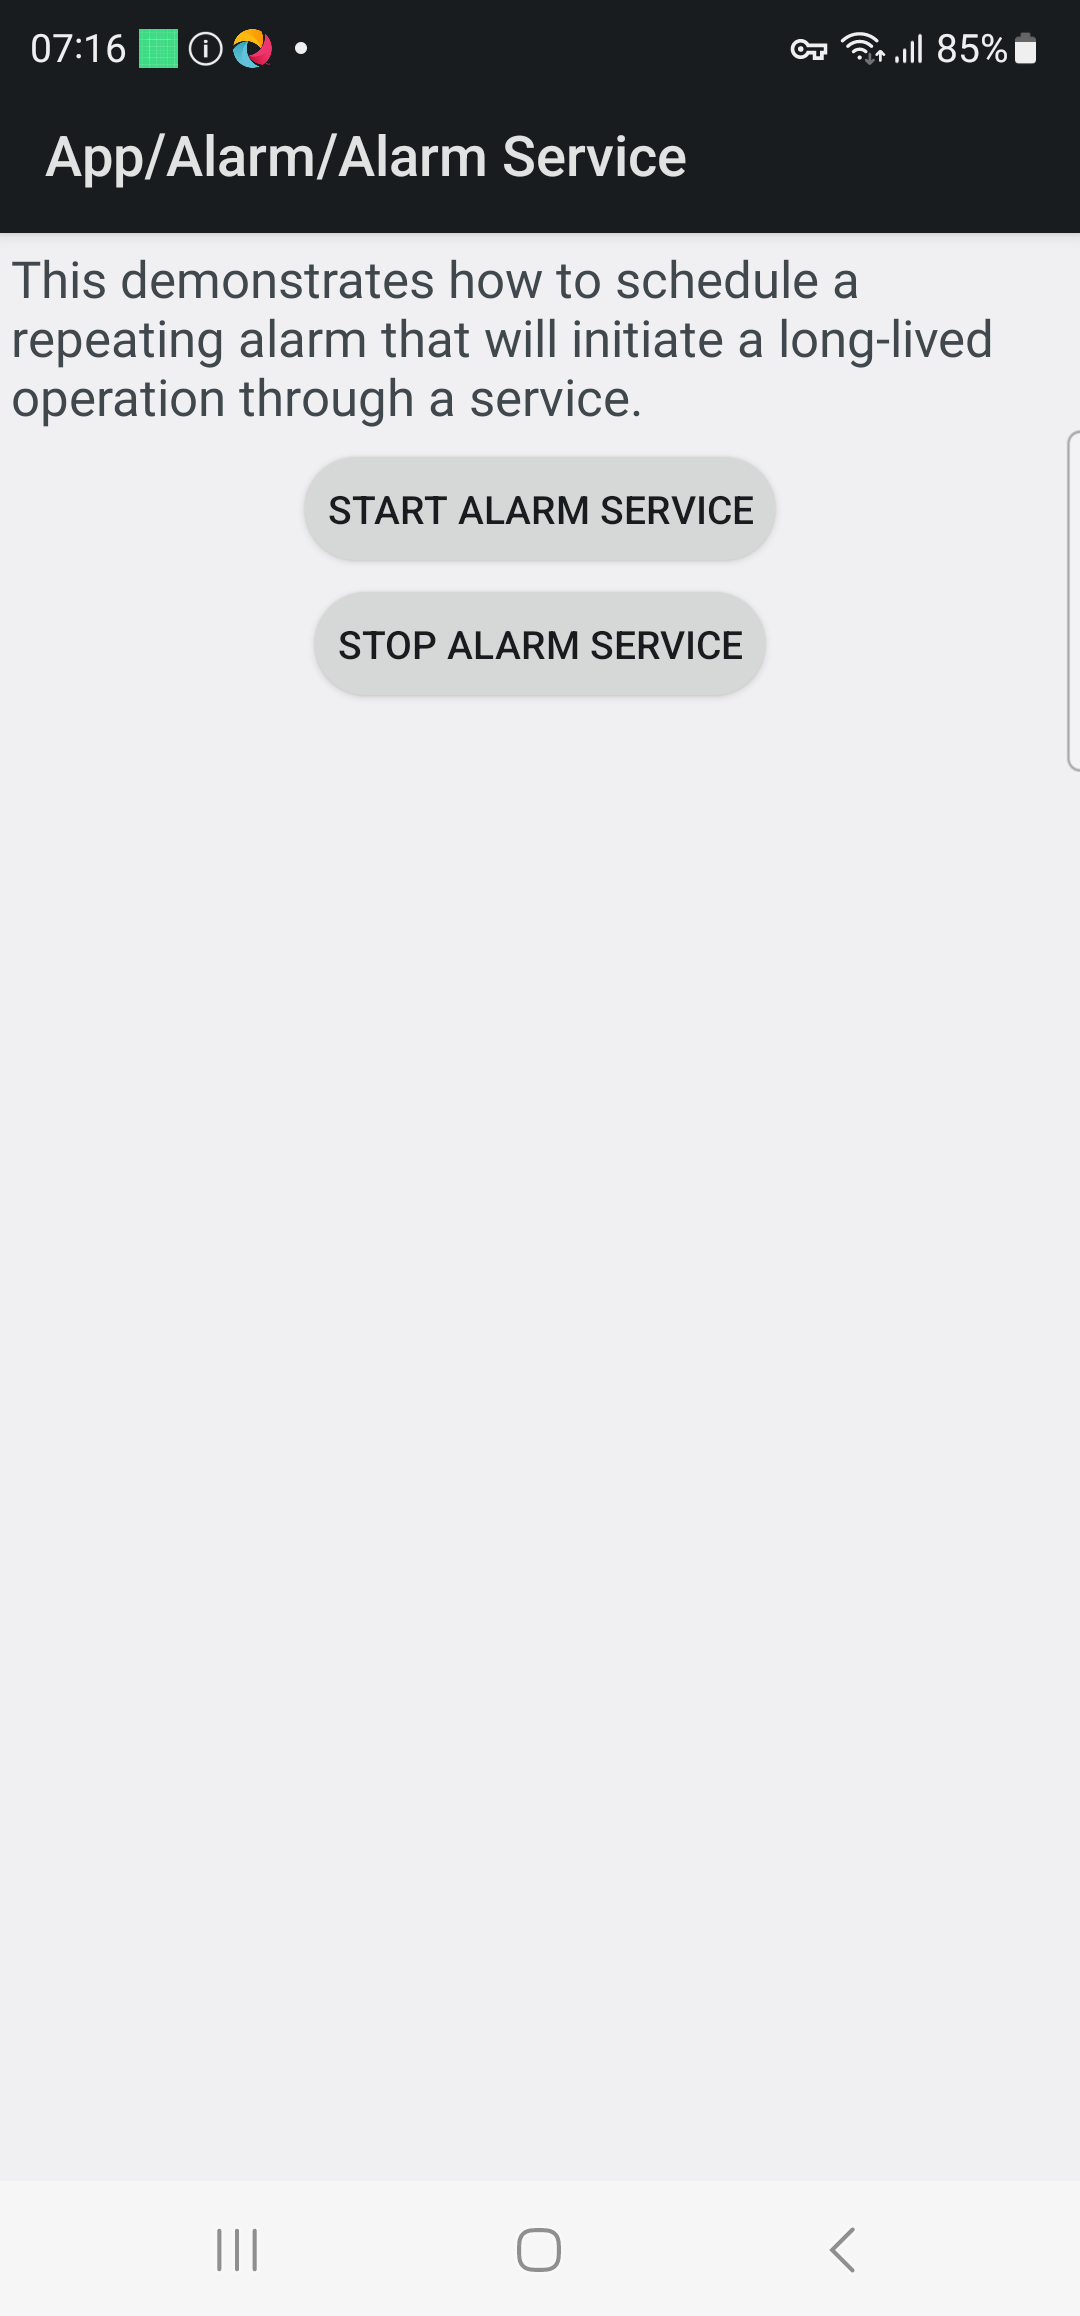 07:16
85%
App/Alarm/Alarm Service
This demonstrates how to schedule a
repeating alarm that will initiate a long-lived
operation through a service.
START ALARM SERVICE
STOP ALARM SERVICE